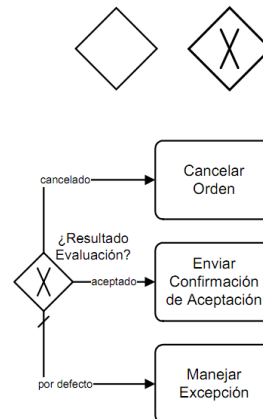 X
cancelado
Cancelar
Orden
¿Resultado
Evaluación?
X
aceptado
Enviar
Confirmación
de Aceptación
por defecto
Manejar
Excepción